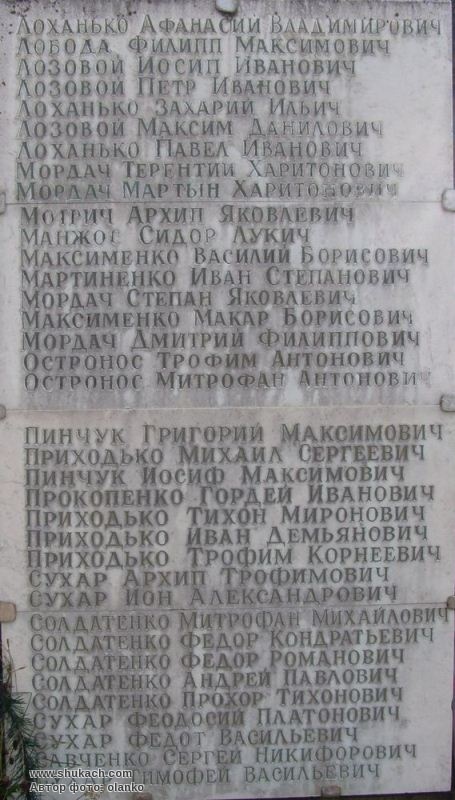 Лоханько Афанасий Владимирович
Лобода Филипп Максимович
Лозовой Иосип Иванович
Лозовой Петр Иванович
Лоханько Захарий Ильич
Лозовой Максим Данилович
Лоханько Павел Иванович
Мордач Терентий Харитонович
Мордач Мартын Харитонович
Мотрич Архип Яковлевич
Манжос Сидор Лукич
Максименко Василий Борисович
Мартиненко Иван Степанович
Мордач Степан Яковлевич
Максименко Макар Борисович
Мордач Дмитрий Филиппович
Остронос Трофим Антонович
Остронос Митрофан Антонович
Пинчук Григорий Максимович
Приходько Михаил Сергеевич
Пинчук Иосиф Максимович
Прокопенко Гордей Иванович
Приходько Тихон Миронович
Приходько Иван Демьянович
Приходько Трофим Корнеевич
Сухар Архип Трофимович
Сухар Ион Александрович
Солдатенко Митрофан Михайлович
Солдатенко Федор Кондратьевич
Солдатенко Федор Романович
Солдатенко Андрей Павлович
Солдатенко Прохор Тихонович
Сухар Феодосий Платонович
Сухар Федот Васильевич
Савченко Сергей Никифорович
Тимофей Васильевич
www.shukach.com
Автор фото: olanko